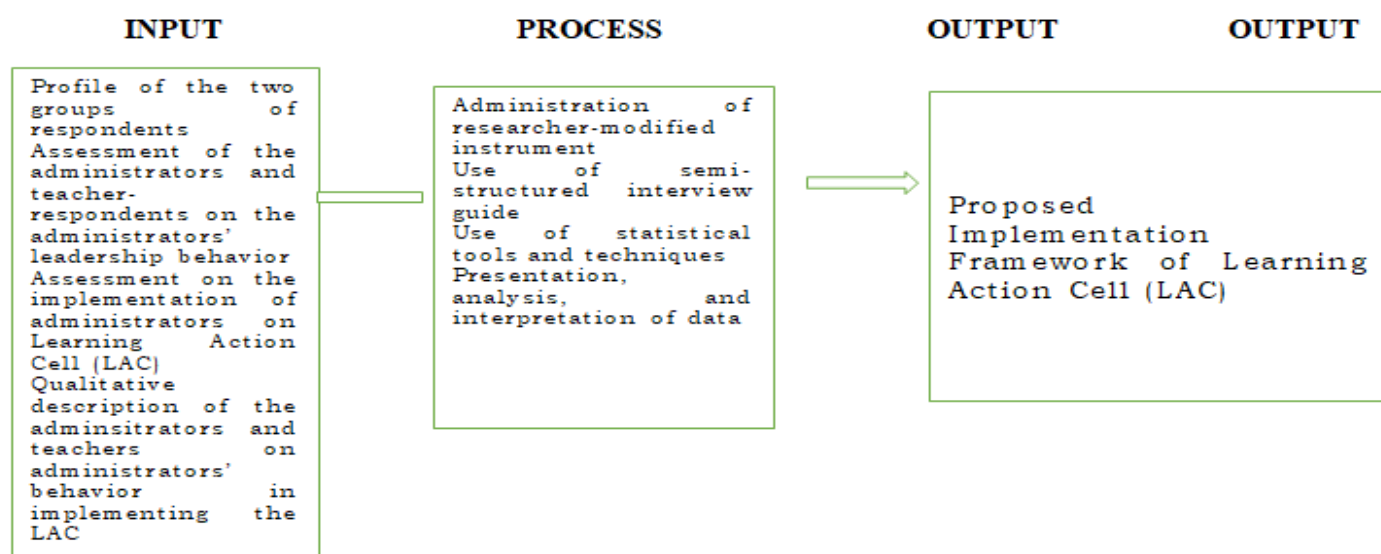 INPUT
PROCESS
OUTPUT
OUTPUT
Profile of the two
groups of
respondents
Assessment of the
administrators and
teacher-
respondents on the
administrators'
leadership behavior
Assessment on the
implementation of
administrators on
Learning Action
Cell (LAC)
Qualitative
description of the
adminsitrators and
teachers on
administrators'
behavior in
implementing the
LAC
Administration of
researcher-modified
instrument
Use of semi-
structured interview
guide
Use of statistical
tools and techniques
Presentation,
analysis, and
interpretation of data
Proposed
Implementation
Framework of Learning
Action Cell (LAC)